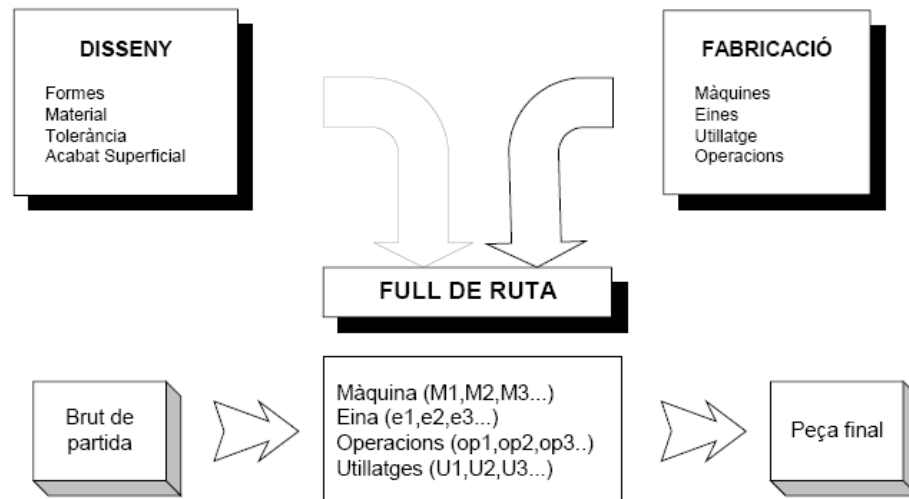 DISSENY
Formes
Material
Tolerància
Acabat Superficial
FABRICACIÓ
Màquines
Eines
Utillatge
Operacions
FULL DE RUTA
Brut de
partida
Màquina (M1,M2,M3...)
Eina (e1,e2,e3...)
Operacions (op1,op2,op3..)
Utillatges (U1,U2,U3...)
Peça final